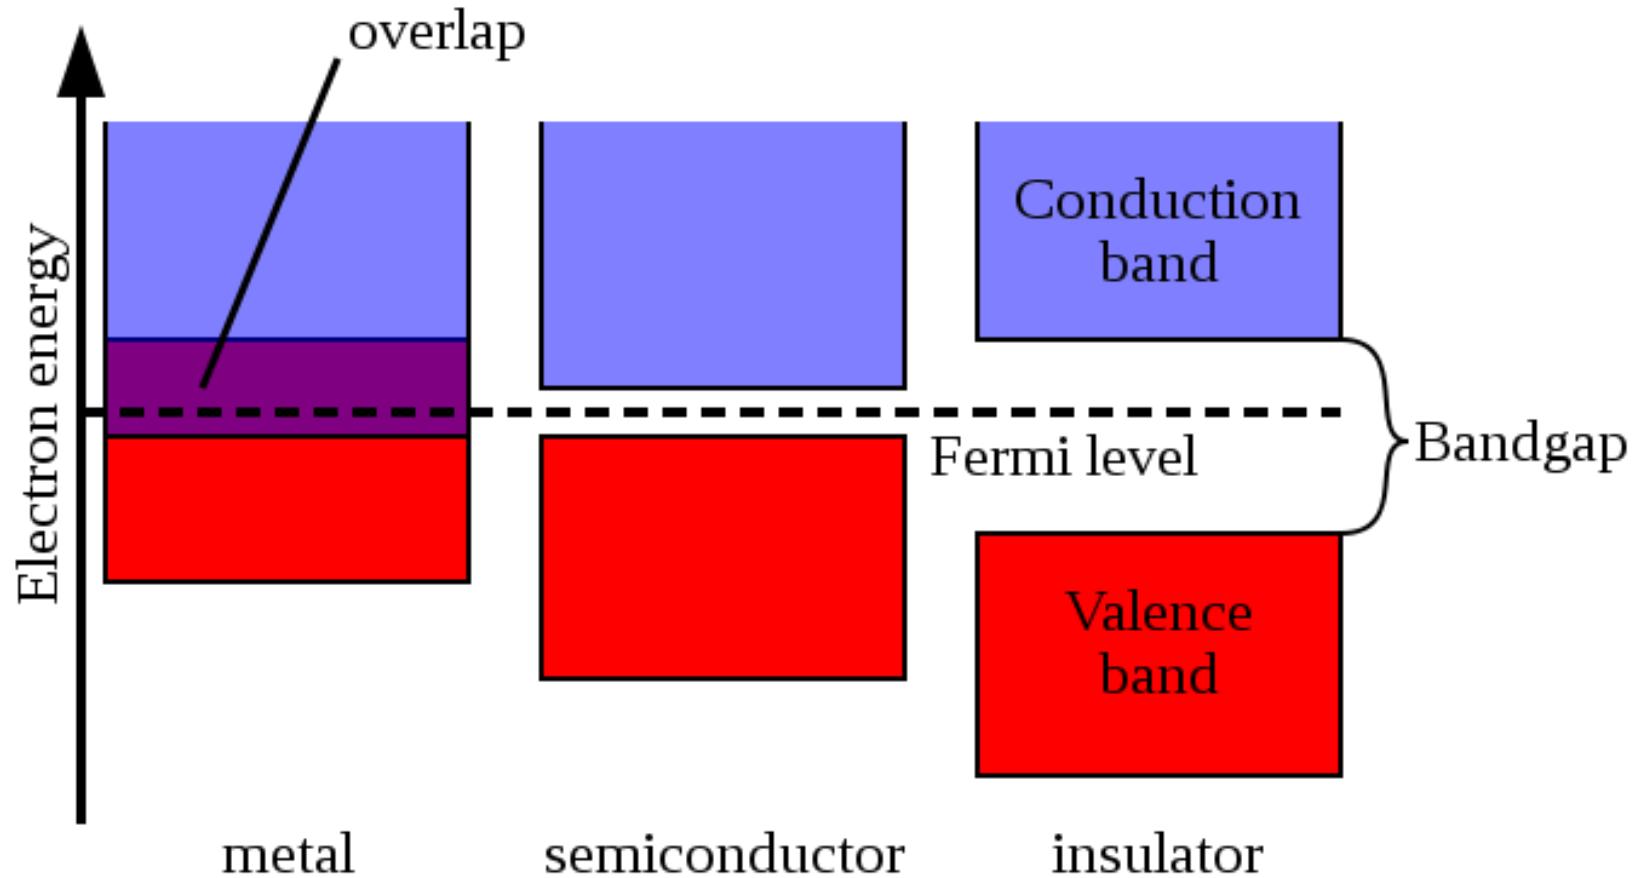 overlap
Electron energy
Conduction
band
Fermi level
Bandgap
Valence
band
metal
semiconductor
insulator